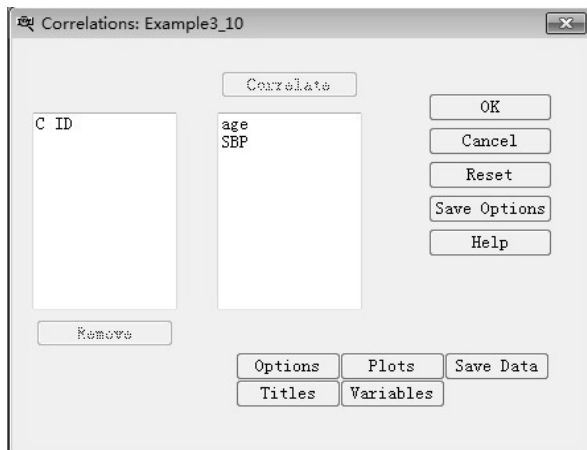 Correlations: Example3_10
Correlate
C ID
age
SBP
OK
Cancel
Reset
Save Options
Help
Remove
Options
Plots
Save Data
Titles
Variables